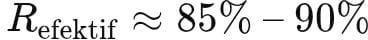 R_efektif ≈ 85% – 90%